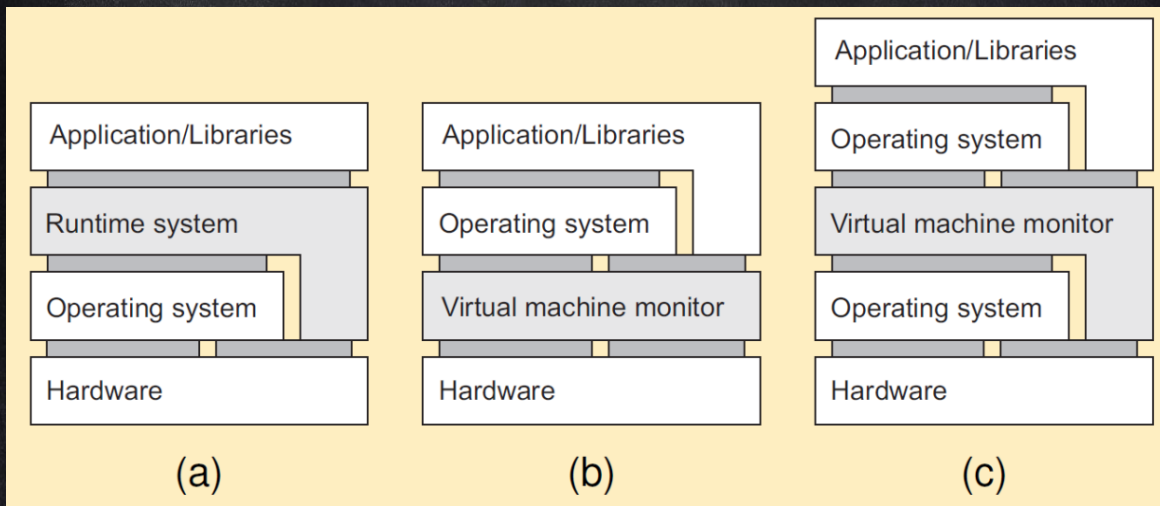 Application/Libraries
Runtime system
Operating system
Hardware
(a)
Application/Libraries
Operating system
Virtual machine monitor
Hardware
(b)
Application/Libraries
Operating system
Virtual machine monitor
Operating system
Hardware
(c)